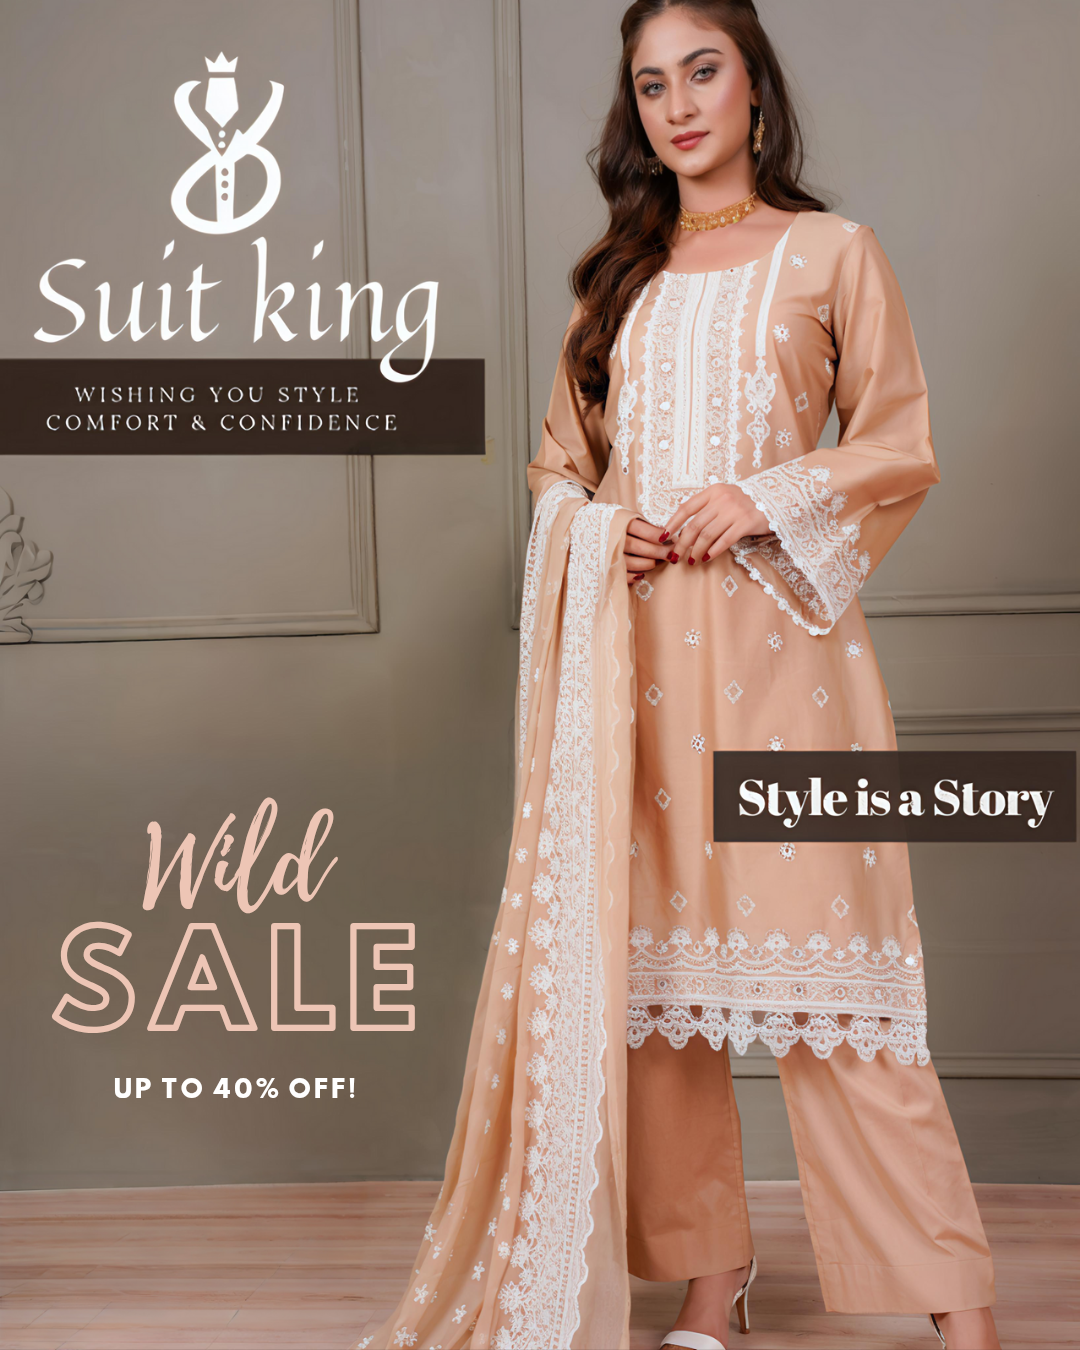 Suit king
WISHING YOU STYLE
COMFORT & CONFIDENCE
Style is a Story
Wild
SALE
UP TO 40% OFF!